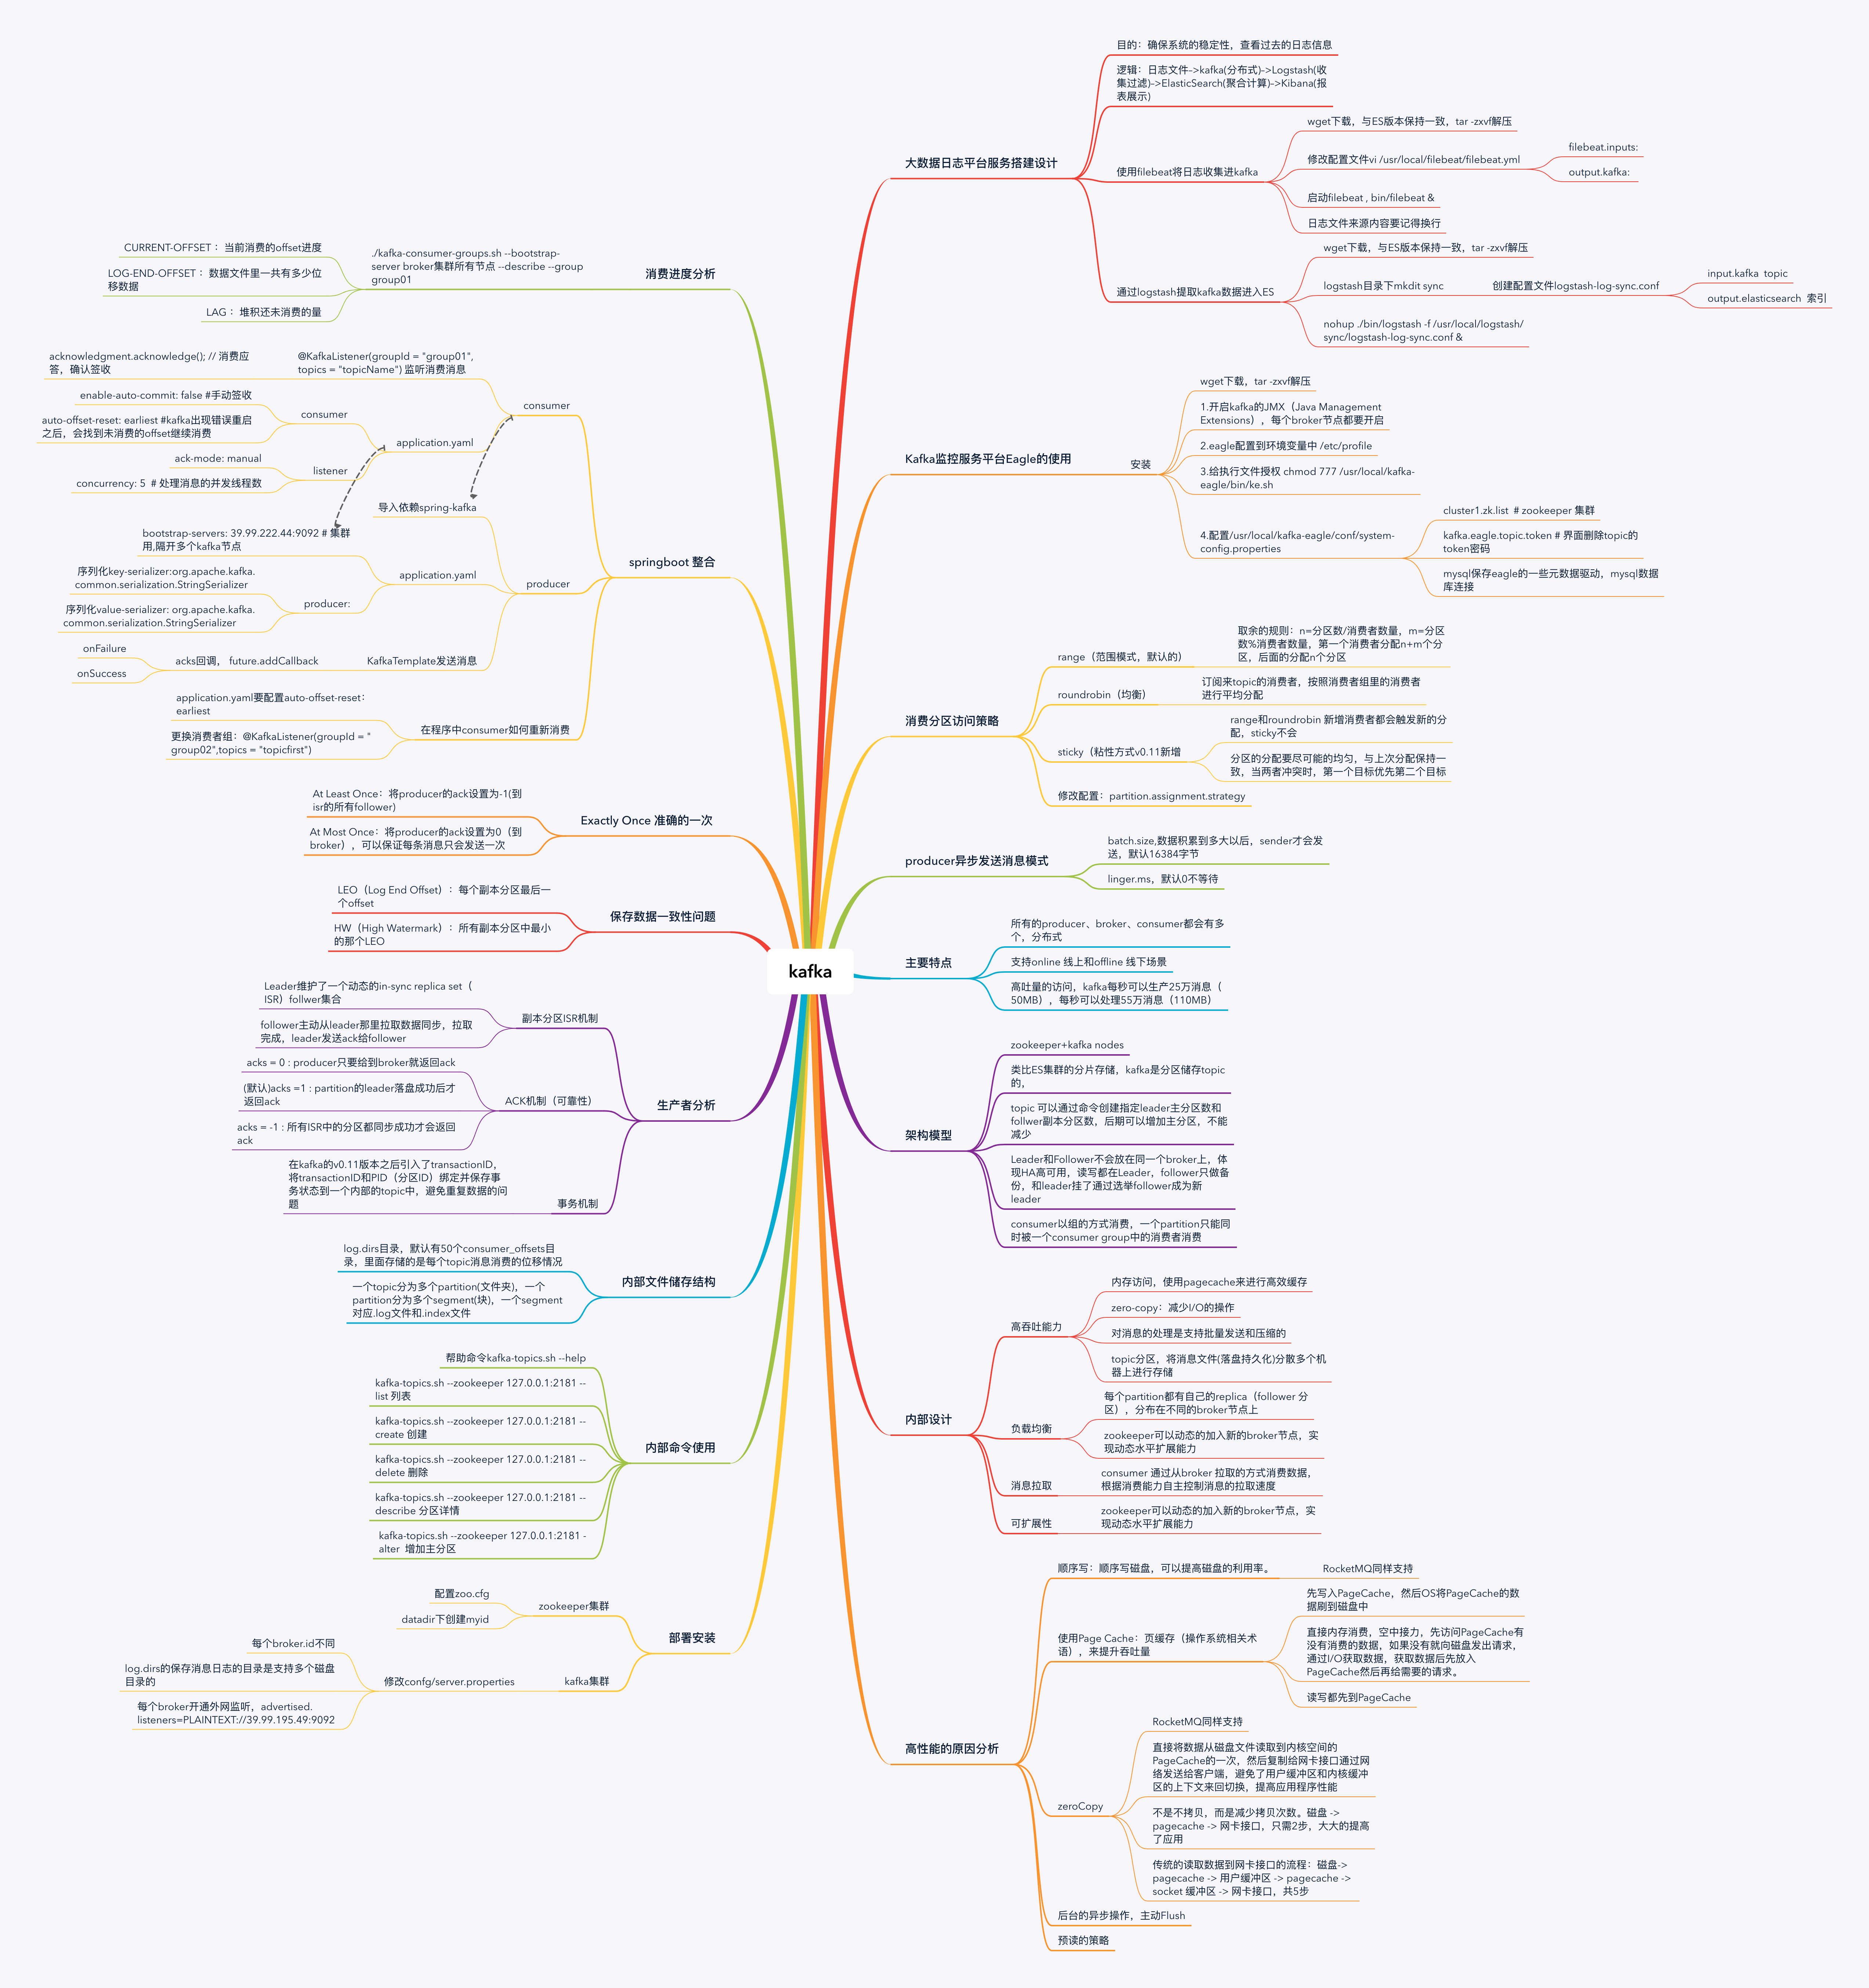 kafka
大数据日志平台服务搭建设计
目的：确保系统的稳定性，查看过去的日志信息
逻辑：日志文件->kafka(分布式)->Logstash(收
集过滤)->ElasticSearch(聚合计算)->Kibana(报
表展示)
使用filebeat将日志收集进kafka
wget下载，与ES版本保持一致，tar -zxvf解压
修改配置文件vi /usr/local/filebeat/filebeat.yml
filebeat.inputs:
output.kafka:
启动filebeat , bin/filebeat &
日志文件来源内容要记得换行
通过logstash提取kafka数据进入ES
wget下载，与ES版本保持一致，tar -zxvf解压
logstash目录下mkdit sync
创建配置文件logstash-log-sync.conf
input.kafka  topic
output.elasticsearch  索引
nohup ./bin/logstash -f /usr/local/logstash/
sync/logstash-log-sync.conf &
Kafka监控服务平台Eagle的使用
安装
wget下载，tar -zxvf解压
1.开启kafka的JMX（Java Management
Extensions），每个broker节点都要开启
2.eagle配置到环境变量中 /etc/profile
3.给执行文件授权 chmod 777 /usr/local/kafka-
eagle/bin/ke.sh
4.配置/usr/local/kafka-eagle/conf/system-
config.properties
cluster1.zk.list  # zookeeper 集群
kafka.eagle.topic.token # 界面删除topic的
token密码
mysql保存eagle的一些元数据驱动，mysql数据
库连接
消费分区访问策略
range（范围模式，默认的）
取余的规则：n=分区数/消费者数量，m=分区
数%消费者数量，第一个消费者分配n+m个分
区，后面的分配n个分区
roundrobin（均衡）
订阅来topic的消费者，按照消费者组里的消费者
进行平均分配
sticky（粘性方式v0.11新增
range和roundrobin 新增消费者都会触发新的分
配，sticky不会
分区的分配要尽可能的均匀，与上次分配保持一
致，当两者冲突时，第一个目标优先第二个目标
修改配置：partition.assignment.strategy
producer异步发送消息模式
batch.size,数据积累到多大以后，sender才会发
送，默认16384字节
linger.ms，默认0不等待
主要特点
所有的producer、broker、consumer都会有多
个，分布式
支持online 线上和offline 线下场景
高吐量的访问，kafka每秒可以生产25万消息（
50MB），每秒可以处理55万消息（110MB）
架构模型
zookeeper+kafka nodes
类比ES集群的分片存储，kafka是分区储存topic
的，
topic 可以通过命令创建指定leader主分区数和
follwer副本分区数，后期可以增加主分区，不能
减少
Leader和Follower不会放在同一个broker上，体
现HA高可用，读写都在Leader，follower只做备
份，和leader挂了通过选举follower成为新
leader
consumer以组的方式消费，一个partition只能同
时被一个consumer group中的消费者消费
内部设计
高吞吐能力
内存访问，使用pagecache来进行高效缓存
zero-copy：减少I/O的操作
对消息的处理是支持批量发送和压缩的
topic分区，将消息文件(落盘持久化)分散多个机
器上进行存储
负载均衡
每个partition都有自己的replica（follower 分
区），分布在不同的broker节点上
zookeeper可以动态的加入新的broker节点，实
现动态水平扩展能力
消息拉取
consumer 通过从broker 拉取的方式消费数据，
根据消费能力自主控制消息的拉取速度
可扩展性
zookeeper可以动态的加入新的broker节点，实
现动态水平扩展能力
高性能的原因分析
顺序写：顺序写磁盘，可以提高磁盘的利用率。
RocketMQ同样支持
使用Page Cache：页缓存（操作系统相关术
语），来提升吞吐量
先写入PageCache，然后OS将PageCache的数
据刷到磁盘中
直接内存消费，空中接力，先访问PageCache有
没有消费的数据，如果没有就向磁盘发出请求，
通过I/O获取数据，获取数据后先放入
PageCache然后再给需要的请求。
读写都先到PageCache
zeroCopy
RocketMQ同样支持
直接将数据从磁盘文件读取到内核空间的
PageCache的一次，然后复制给网卡接口通过网
络发送给客户端，避免了用户缓冲区和内核缓冲
区的上下文来回切换，提高应用程序性能
不是不拷贝，而是减少拷贝次数。磁盘 ->
pagecache -> 网卡接口，只需2步，大大的提高
了应用
传统的读取数据到网卡接口的流程：磁盘->
pagecache -> 用户缓冲区 -> pagecache ->
socket 缓冲区 -> 网卡接口，共5步
后台的异步操作，主动Flush
预读的策略
消费进度分析
./kafka-consumer-groups.sh --bootstrap-
server broker集群所有节点 --describe --group
group01
CURRENT-OFFSET： 当前消费的offset进度
LOG-END-OFFSET： 数据文件里一共有多少位
移数据
LAG： 堆积还未消费的量
springboot 整合
consumer
@KafkaListener(groupId = "group01",
topics = "topicName") 监听消费消息
acknowledgment.acknowledge(); // 消费应
答，确认签收
application.yaml
consumer
enable-auto-commit: false #手动签收
auto-offset-reset: earliest #kafka出现错误重启
之后，会找到未消费的offset继续消费
listener
ack-mode: manual
concurrency: 5  # 处理消息的并发线程数
producer
导入依赖spring-kafka
application.yaml
bootstrap-servers: 39.99.222.44:9092 # 集群
用,隔开多个kafka节点
producer:
序列化key-serializer:org.apache.kafka.
common.serialization.StringSerializer
序列化value-serializer: org.apache.kafka.
common.serialization.StringSerializer
KafkaTemplate发送消息
acks回调， future.addCallback
onFailure
onSuccess
在程序中consumer如何重新消费
application.yaml要配置auto-offset-reset:
earliest
更换消费者组：@KafkaListener(groupId = "
group02",topics = "topicfirst")
Exactly Once 准确的一次
At Least Once：将producer的ack设置为-1(到
isr的所有follower)
At Most Once：将producer的ack设置为0（到
broker），可以保证每条消息只会发送一次
保存数据一致性问题
LEO（Log End Offset）：每个副本分区最后一
个offset
HW（High Watermark）：所有副本分区中最小
的那个LEO
生产者分析
副本分区ISR机制
Leader维护了一个动态的in-sync replica set（
ISR）follwer集合
follower主动从leader那里拉取数据同步，拉取
完成，leader发送ack给follower
ACK机制（可靠性）
acks = 0 : producer只要给到broker就返回ack
(默认)acks =1 : partition的leader落盘成功后才
返回ack
acks = -1 : 所有ISR中的分区都同步成功才会返回
ack
事务机制
在kafka的v0.11版本之后引入了transactionID，
将transactionID和PID（分区ID）绑定并保存事
务状态到一个内部的topic中，避免重复数据的问
题
内部文件储存结构
log.dirs目录，默认有50个consumer_offsets目
录，里面存储的是每个topic消息消费的位移情况
一个topic分为多个partition(文件夹)，一个
partition分为多个segment(块)，一个segment
对应.log文件和.index文件
内部命令使用
帮助命令kafka-topics.sh --help
kafka-topics.sh --zookeeper 127.0.0.1:2181 --
list 列表
kafka-topics.sh --zookeeper 127.0.0.1:2181 --
create 创建
kafka-topics.sh --zookeeper 127.0.0.1:2181 --
delete 删除
kafka-topics.sh --zookeeper 127.0.0.1:2181 --
describe 分区详情
kafka-topics.sh --zookeeper 127.0.0.1:2181 -
alter  增加主分区
部署安装
zookeeper集群
配置zoo.cfg
datadir下创建myid
kafka集群
修改confg/server.properties
每个broker.id不同
log.dirs的保存消息日志的目录是支持多个磁盘
目录的
每个broker开通外网监听，advertised.
listeners=PLAINTEXT://39.99.195.49:9092